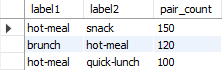 label1 label2 pair_count
hot-meal snack 150
brunch hot-meal 120
hot-meal quick-lunch 100